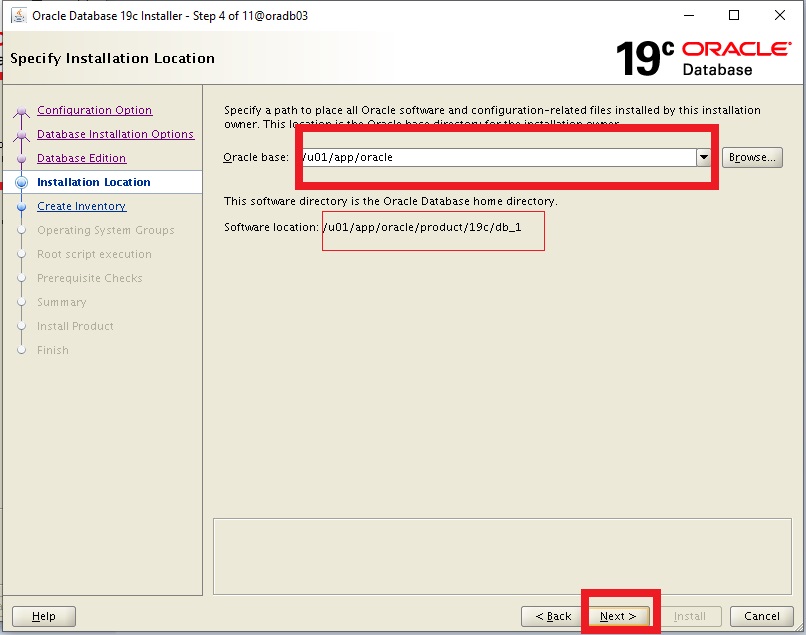 Oracle Database 19c Installer - Step 4 of 11@oradb03
Specify Installation Location
19c ORACLE
Database
Configuration Option
Database Installation Options
Database Edition
Installation Location
Create Inventory
Operating System Groups
Root script execution
Prerequisite Checks
Summary
Install Product
Finish
Specify a path to place all Oracle software and configuration-related files installed by this installation
owner. This location is the Oracle base directory for the installation owner.
Oracle base: /u01/app/oracle Browse...
This software directory is the Oracle Database home directory.
Software location: /u01/app/oracle/product/19c/db_1
Help < Back Next > Install Cancel